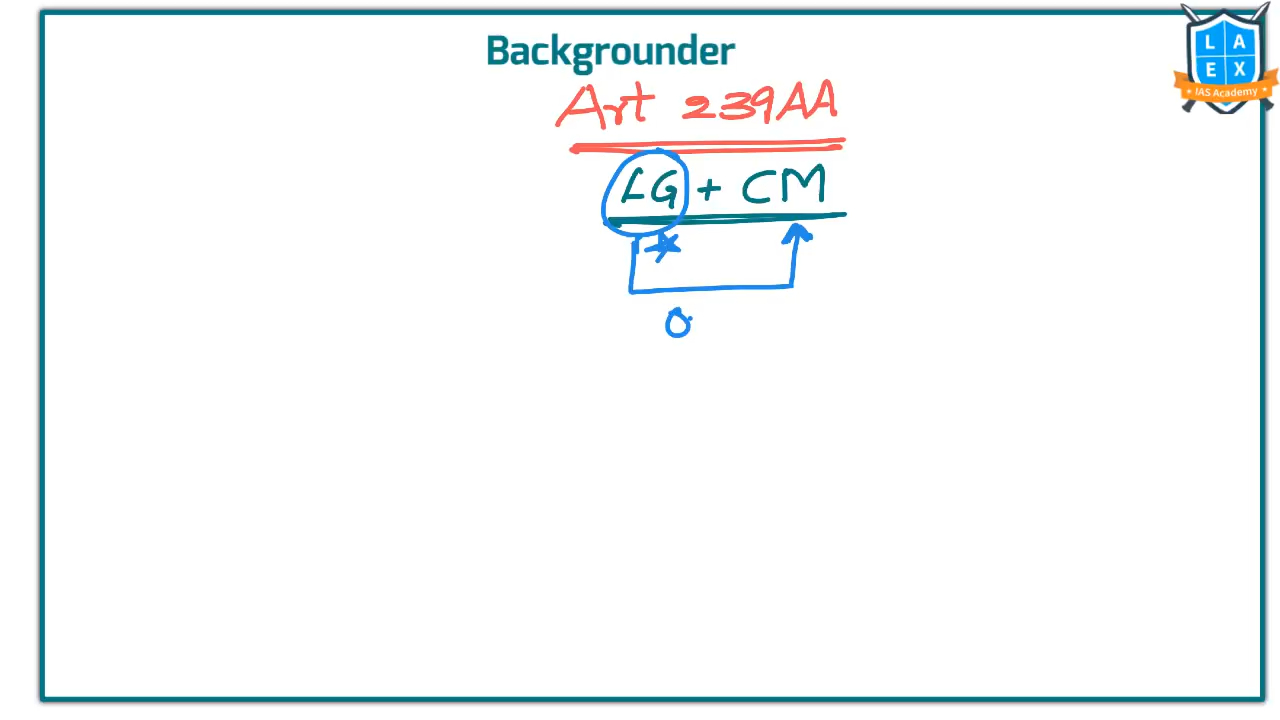 Backgrounder
L A
E X
IAS Academy
Art 239AA
LG + CM
O